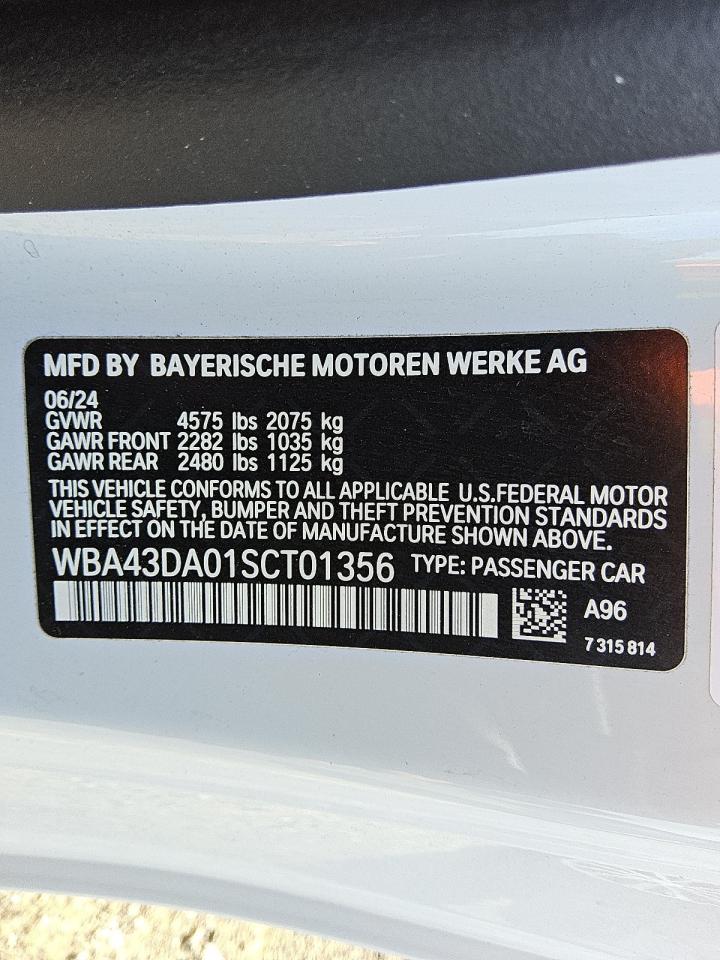 MFD BY BAYERISCHE MOTOREN WERKE AG
06/24
GVWR 4575 lbs 2075 kg
GAWR FRONT 2282 lbs 1035 kg
GAWR REAR 2480 lbs 1125 kg
THIS VEHICLE CONFORMS TO ALL APPLICABLE U.S.FEDERAL MOTOR
VEHICLE SAFETY, BUMPER AND THEFT PREVENTION STANDARDS
IN EFFECT ON THE DATE OF MANUFACTURE SHOWN ABOVE.
WBA43DA01SCT01356 TYPE: PASSENGER CAR
A96
7 315 814